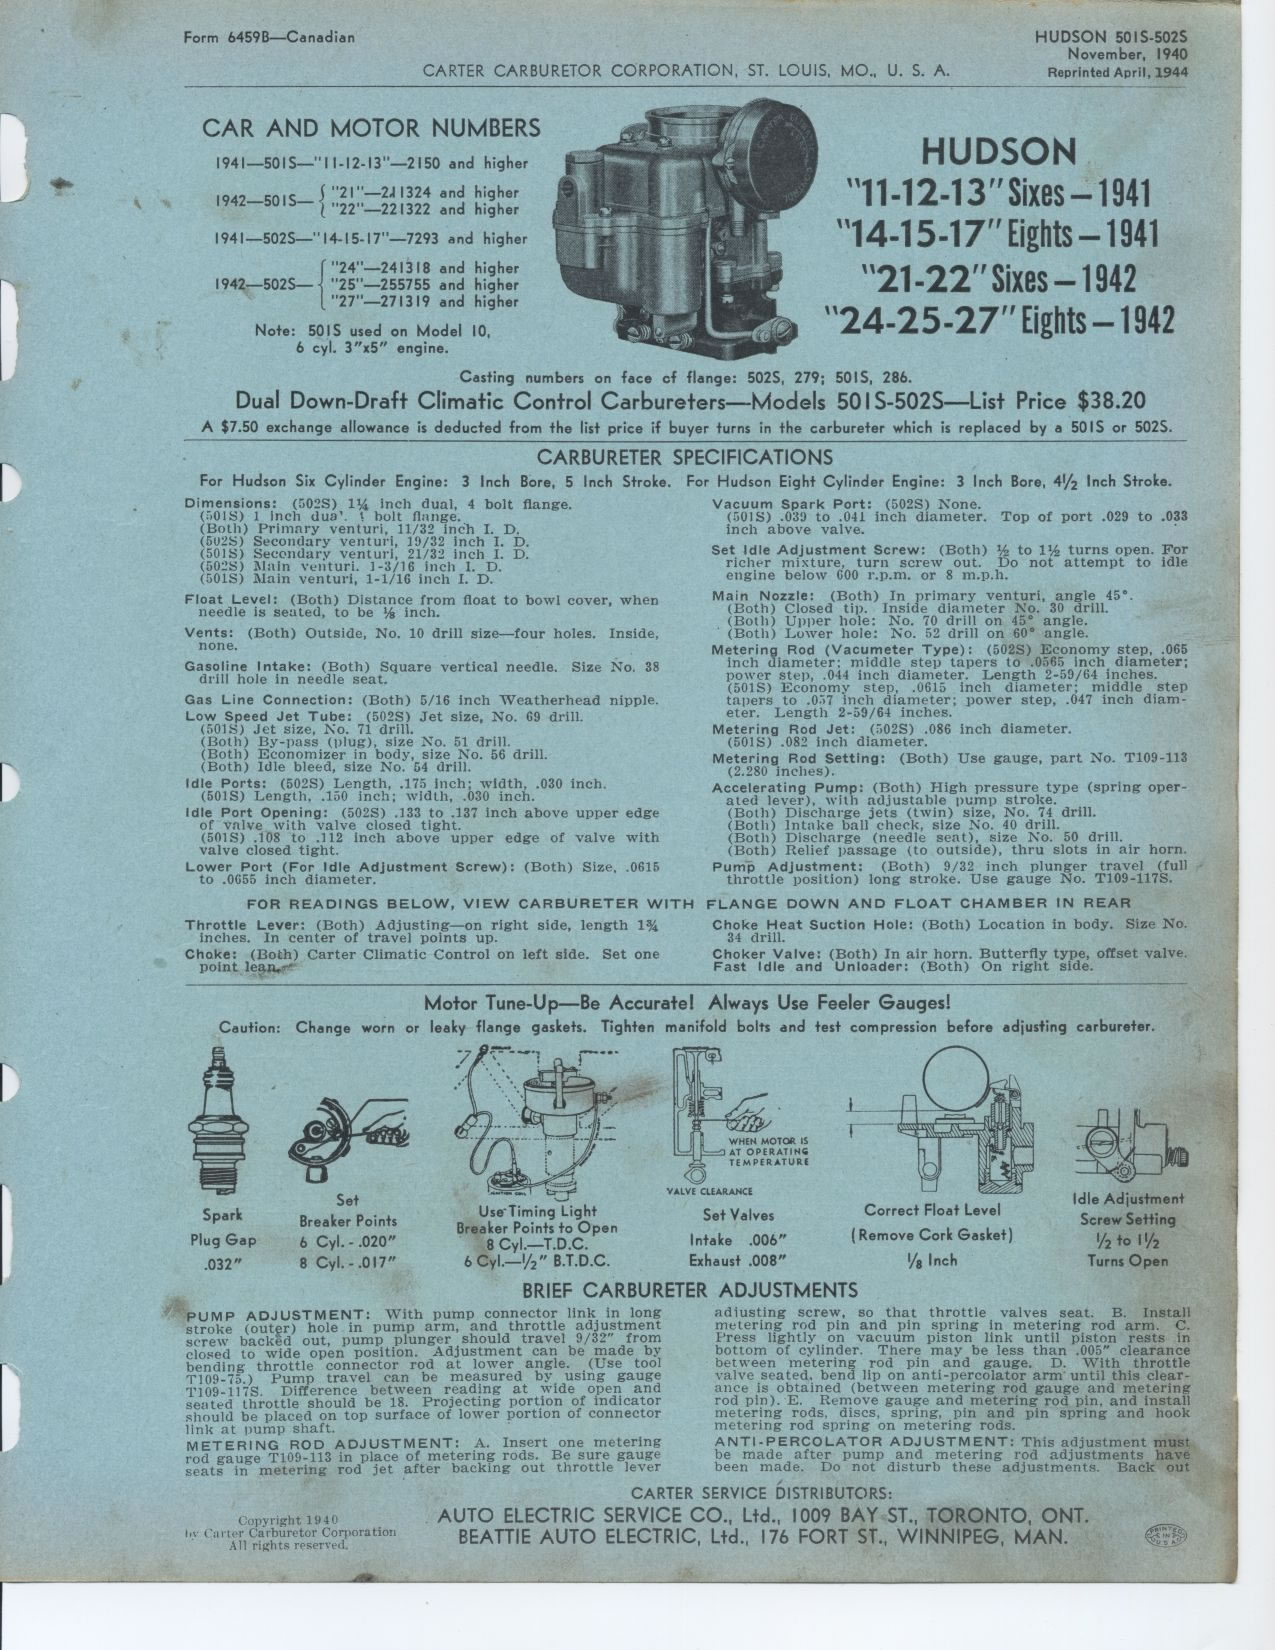 Form 6459B—Canadian
HUDSON 501S-502S
November, 1940
Reprinted April, 1944
CARTER CARBURETOR CORPORATION, ST. LOUIS, MO., U. S. A.
CAR AND MOTOR NUMBERS
1941—501S—"11-12-13"—2150 and higher
1942—501S— { "21"—211324 and higher
"22"—221322 and higher
1941—502S—"14-15-17"—7293 and higher
"24"—241318 and higher
1942—502S— { "25"—255755 and higher
"27"—271319 and higher
Note: 501S used on Model 10,
6 cyl. 3"x5" engine.
HUDSON
"11-12-13" Sixes—1941
"14-15-17" Eights—1941
"21-22" Sixes—1942
"24-25-27" Eights—1942
Casting numbers on face of flange: 502S, 279; 501S, 286.
Dual Down-Draft Climatic Control Carbureters—Models 501S-502S—List Price $38.20
A $7.50 exchange allowance is deducted from the list price if buyer turns in the carbureter which is replaced by a 501S or 502S.
CARBURETER SPECIFICATIONS
For Hudson Six Cylinder Engine: 3 Inch Bore, 5 Inch Stroke. For Hudson Eight Cylinder Engine: 3 Inch Bore, 4½ Inch Stroke.
Dimensions: (502S) 1¼ inch dual, 4 bolt flange.
(501S) 1 inch dual, bolt flange.
(Both) Primary venturi, 11/32 inch I. D.
(502S) Secondary venturi, 19/32 inch I. D.
(501S) Secondary venturi, 21/32 inch I. D.
(502S) Main venturi. 1-3/16 inch I. D.
(501S) Main venturi, 1-1/16 inch I. D.
Float Level: (Both) Distance from float to bowl cover, when
needle is seated, to be ⅛ inch.
Vents: (Both) Outside, No. 10 drill size—four holes. Inside,
none.
Gasoline Intake: (Both) Square vertical needle. Size No. 38
drill hole in needle seat.
Gas Line Connection: (Both) 5/16 inch Weatherhead nipple.
Low Speed Jet Tube: (502S) Jet size, No. 69 drill.
(501S) Jet size, No. 71 drill.
(Both) By-pass (plug), size No. 51 drill.
(Both) Economizer in body, size No. 56 drill.
(Both) Idle bleed, size No. 54 drill.
Idle Ports: (502S) Length, .175 inch; width, .030 inch.
(501S) Length, .150 inch; width, .030 inch.
Idle Port Opening: (502S) .133 to .137 inch above upper edge
of valve with valve closed tight.
(501S) .108 to .112 inch above upper edge of valve with
valve closed tight.
Lower Port (For Idle Adjustment Screw): (Both) Size, .0615
to .0655 inch diameter.
Vacuum Spark Port: (502S) None.
(501S) .039 to .041 inch diameter. Top of port .029 to .033
inch above valve.
Set Idle Adjustment Screw: (Both) ½ to 1½ turns open. For
richer mixture, turn screw out. Do not attempt to idle
engine below 600 r.p.m. or 8 m.p.h.
Main Nozzle: (Both) In primary venturi, angle 45°.
(Both) Closed tip. Inside diameter No. 30 drill.
(Both) Upper hole: No. 70 drill on 45° angle.
(Both) Lower hole: No. 52 drill on 60° angle.
Metering Rod (Vacumeter Type): (502S) Economy step, .065
inch diameter; middle step tapers to .0565 inch diameter;
power step, .044 inch diameter. Length 2-59/64 inches.
(501S) Economy step, .0615 inch diameter; middle step
tapers to .057 inch diameter; power step, .047 inch diam-
eter. Length 2-59/64 inches.
Metering Rod Jet: (502S) .086 inch diameter.
(501S) .082 inch diameter.
Metering Rod Setting: (Both) Use gauge, part No. T109-113
(2.280 inches).
Accelerating Pump: (Both) High pressure type (spring oper-
ated lever), with adjustable pump stroke.
(Both) Discharge jets (twin) size, No. 74 drill.
(Both) Intake ball check, size No. 40 drill.
(Both) Discharge (needle seat), size No. 50 drill.
(Both) Relief passage (to outside), thru slots in air horn.
Pump Adjustment: (Both) 9/32 inch plunger travel (full
throttle position) long stroke. Use gauge No. T109-117S.
FOR READINGS BELOW, VIEW CARBURETER WITH FLANGE DOWN AND FLOAT CHAMBER IN REAR
Throttle Lever: (Both) Adjusting—on right side, length 1¾
inches. In center of travel points up.
Choke: (Both) Carter Climatic Control on left side. Set one
point lean.
Choke Heat Suction Hole: (Both) Location in body. Size No.
34 drill.
Choker Valve: (Both) In air horn. Butterfly type, offset valve.
Fast Idle and Unloader: (Both) On right side.
Motor Tune-Up—Be Accurate! Always Use Feeler Gauges!
Caution: Change worn or leaky flange gaskets. Tighten manifold bolts and test compression before adjusting carbureter.
Spark
Plug Gap
.032"
Set
Breaker Points
6 Cyl. - .020"
8 Cyl. - .017"
IGNITION COIL
Use Timing Light
Breaker Points to Open
8 Cyl.—T.D.C.
6 Cyl.—½" B.T.D.C.
WHEN MOTOR IS
AT OPERATING
TEMPERATURE
VALVE CLEARANCE
Set Valves
Intake .006"
Exhaust .008"
Correct Float Level
(Remove Cork Gasket)
⅛ Inch
Idle Adjustment
Screw Setting
½ to 1½
Turns Open
BRIEF CARBURETER ADJUSTMENTS
PUMP ADJUSTMENT: With pump connector link in long
stroke (outer) hole in pump arm, and throttle adjustment
screw backed out, pump plunger should travel 9/32" from
closed to wide open position. Adjustment can be made by
bending throttle connector rod at lower angle. (Use tool
T109-75.) Pump travel can be measured by using gauge
T109-117S. Difference between reading at wide open and
seated throttle should be 18. Projecting portion of indicator
should be placed on top surface of lower portion of connector
link at pump shaft.
METERING ROD ADJUSTMENT: A. Insert one metering
rod gauge T109-113 in place of metering rods. Be sure gauge
seats in metering rod jet after backing out throttle lever
adjusting screw, so that throttle valves seat. B. Install
metering rod pin and pin spring in metering rod arm. C.
Press lightly on vacuum piston link until piston rests in
bottom of cylinder. There may be less than .005" clearance
between metering rod pin and gauge. D. With throttle
valve seated, bend lip on anti-percolator arm until this clear-
ance is obtained (between metering rod gauge and metering
rod pin). E. Remove gauge and metering rod pin, and install
metering rods, discs, spring, pin and pin spring and hook
metering rod spring on metering rods.
ANTI-PERCOLATOR ADJUSTMENT: This adjustment must
be made after pump and metering rod adjustments have
been made. Do not disturb these adjustments. Back out
CARTER SERVICE DISTRIBUTORS:
AUTO ELECTRIC SERVICE CO., Ltd., 1009 BAY ST., TORONTO, ONT.
BEATTIE AUTO ELECTRIC, Ltd., 176 FORT ST., WINNIPEG, MAN.
Copyright 1940
by Carter Carburetor Corporation
All rights reserved.
PRINTED
IN
U S A